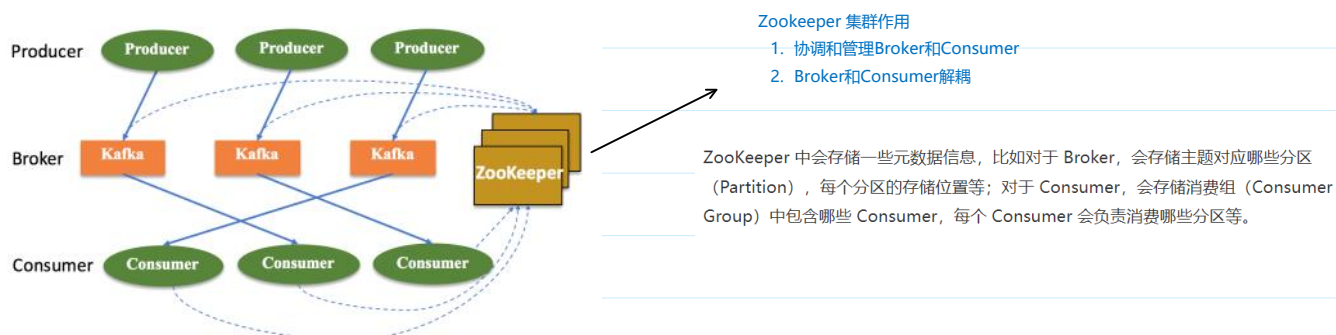 Producer
Producer
Producer
Producer
Broker
Kafka
Kafka
Kafka
ZooKeeper
Consumer
Consumer
Consumer
Consumer
Zookeeper 集群作用
1. 协调和管理Broker和Consumer
2. Broker和Consumer解耦
ZooKeeper 中会存储一些元数据信息，比如对于 Broker，会存储主题对应哪些分区
（Partition），每个分区的存储位置等；对于 Consumer，会存储消费组（Consumer
Group）中包含哪些 Consumer，每个 Consumer 会负责消费哪些分区等。